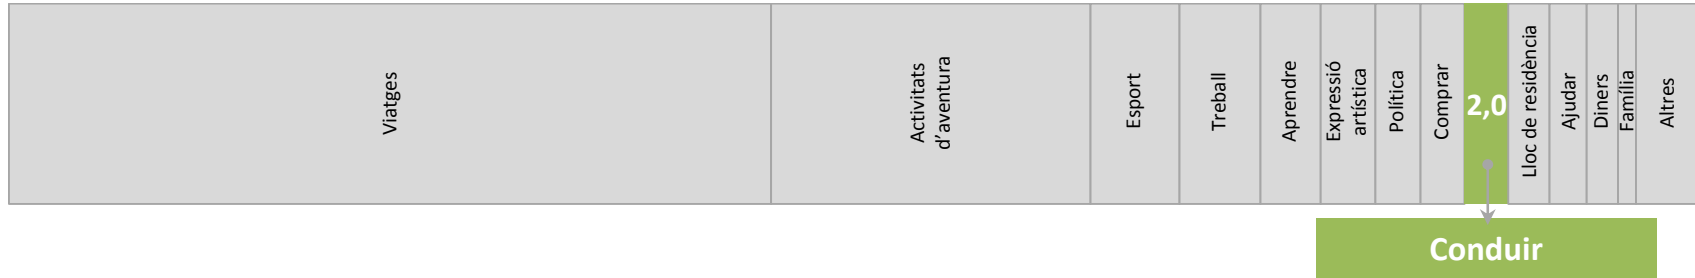 Viatges
Activitats
d'aventura
Esport
Treball
Aprendre
Expressió
artística
Política
Comprar
2,0
Lloc de residència
Ajudar
Diners
Família
Altres
Conduir